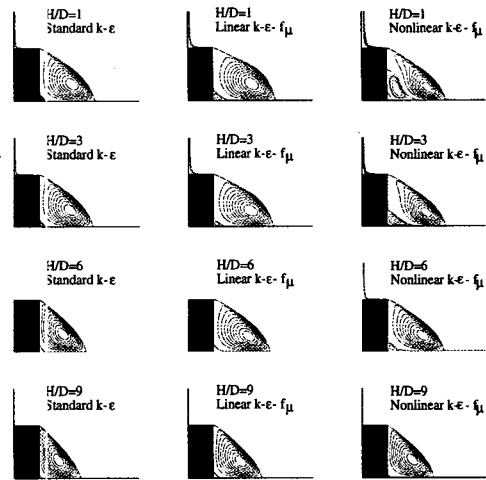 H/D=1
Standard k-ε
H/D=1
Linear k-ε- fμ
H/D=1
Nonlinear k-ε- fμ
H/D=3
Standard k-ε
H/D=3
Linear k-ε- fμ
H/D=3
Nonlinear k-ε- fμ
H/D=6
Standard k-ε
H/D=6
Linear k-ε- fμ
H/D=6
Nonlinear k-ε- fμ
H/D=9
Standard k-ε
H/D=9
Linear k-ε- fμ
H/D=9
Nonlinear k-ε- fμ